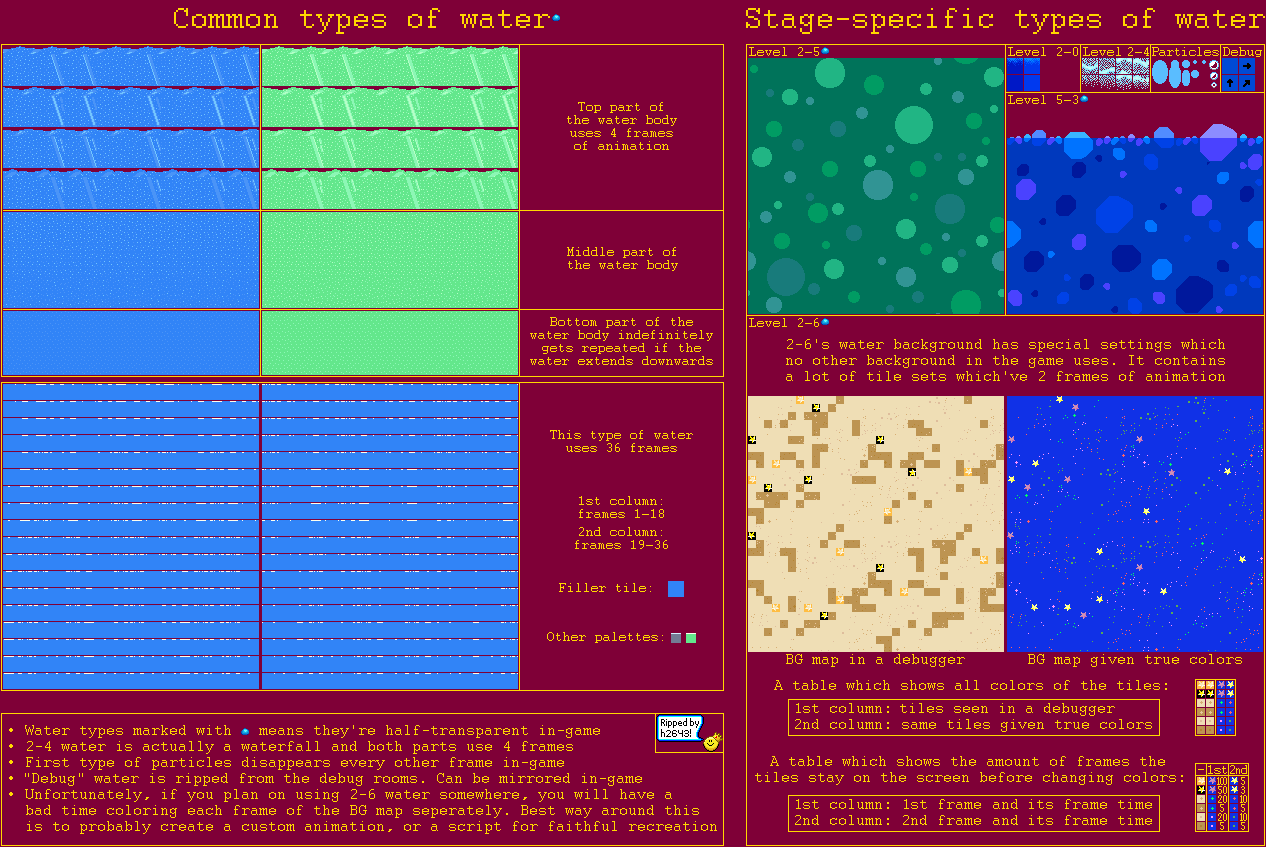 Common types of water
Top part of
the water body
uses 4 frames
of animation
Middle part of
the water body
Bottom part of the
water body indefinitely
gets repeated if the
water extends downwards
This type of water
uses 36 frames
1st column:
frames 1-18
2nd column:
frames 19-36
Filler tile:
Other palettes:
• Water types marked with means they're half-transparent in-game
• 2-4 water is actually a waterfall and both parts use 4 frames
• First type of particles disappears every other frame in-game
• "Debug" water is ripped from the debug rooms. Can be mirrored in-game
• Unfortunately, if you plan on using 2-6 water somewhere, you will have a
bad time coloring each frame of the BG map seperately. Best way around this
is to probably create a custom animation, or a script for faithful recreation
Ripped by
h2643!
Stage-specific types of water
Level 2-5
Level 2-0
Level 2-4
Particles
Debug
Level 5-3
Level 2-6
2-6's water background has special settings which
no other background in the game uses. It contains
a lot of tile sets which've 2 frames of animation
BG map in a debugger
BG map given true colors
A table which shows all colors of the tiles:
1st column: tiles seen in a debugger
2nd column: same tiles given true colors
A table which shows the amount of frames the
tiles stay on the screen before changing colors:
1st column: 1st frame and its frame time
2nd column: 2nd frame and its frame time
- 1st 2nd
10 5
50 3
20 10
5 5
20 10
5 5